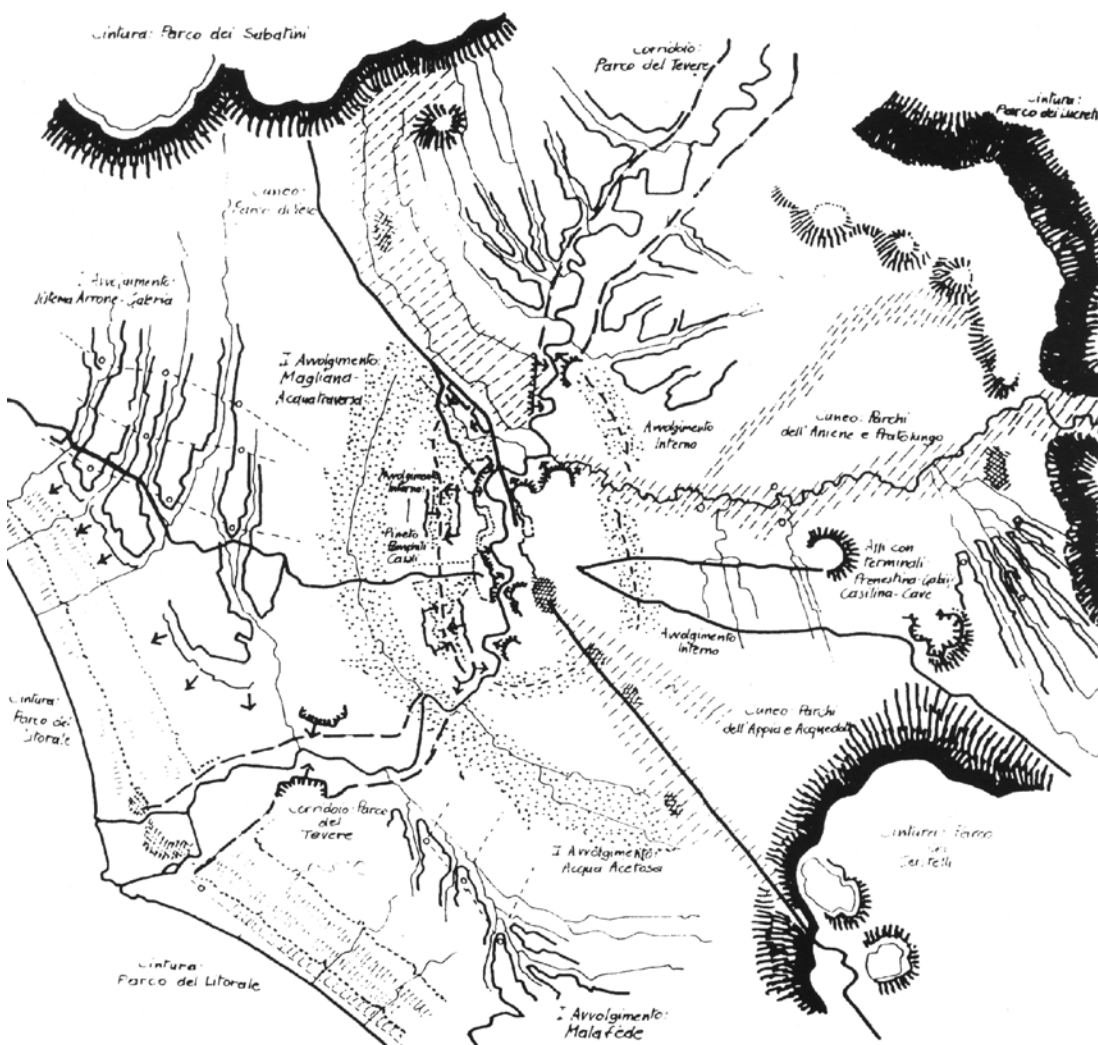 Cintura: Parco dei Sabatini
Corridoio:
Parco del Tevere
Cintura:
Parco dei Lucretili
Cuneo:
Parco di Veio
I Avvolgimento:
Sistema Arrone-Galeria
I Avvolgimento:
Magliana-
Acquatraversa
Avvolgimento
Interno
Cuneo: Parchi
dell'Aniene e Pratolungo
Avvolgimento
Interno:
Pineto
Pamphili
Casali
Assi con
terminali
Prenestina-Gabii
Casilina-Cave
Avvolgimento
Interno
Cintura:
Parco del
Litorale
Cuneo: Parchi
dell'Appia e Acquedotti
Corridoio: Parco
del
Tevere
I Avvolgimento:
Acqua Acetosa
Cintura: Parco
Cintura:
Parco del Litorale
I Avvolgimento:
Malafede